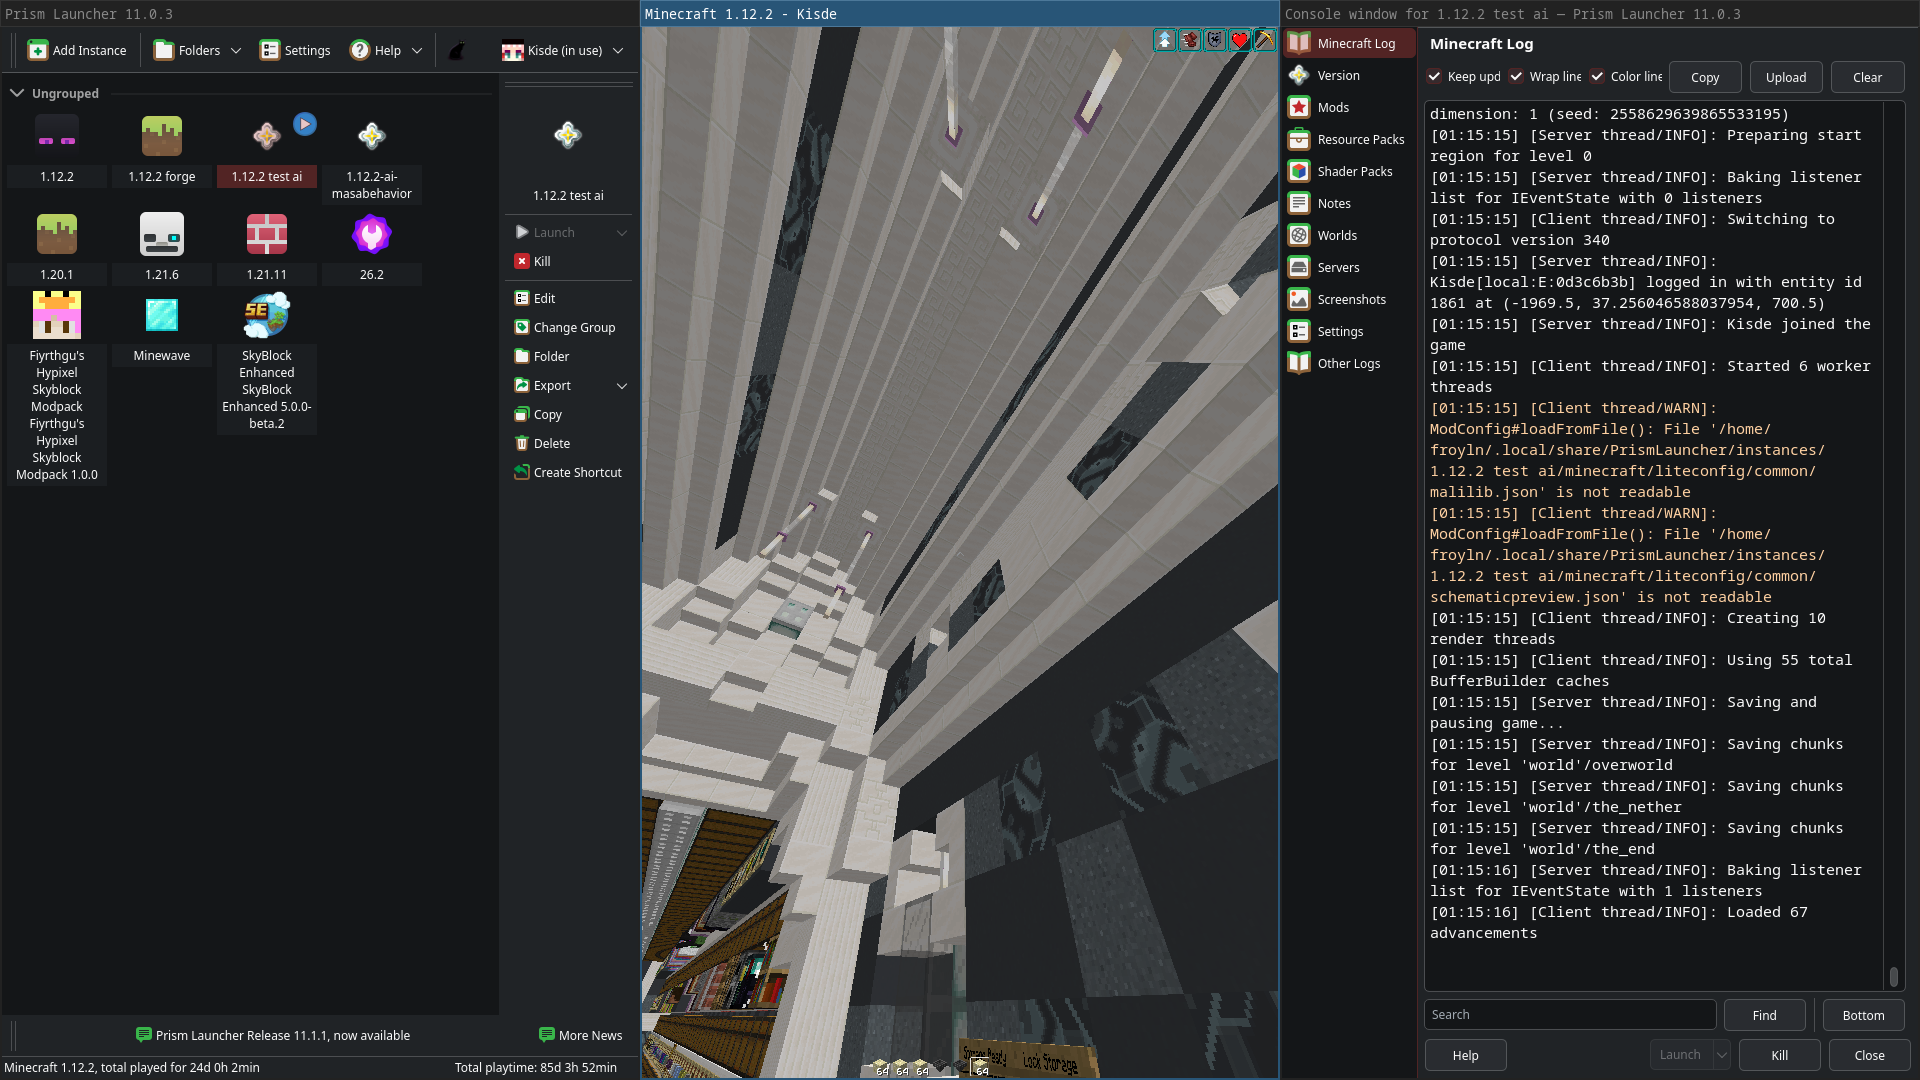 Prism Launcher 11.0.3
Add Instance
Folders
Settings
Help
Kisde (in use)
Ungrouped
1.12.2
1.12.2 forge
1.12.2 test ai
1.12.2-ai-
masabehavior
1.20.1
1.21.6
1.21.11
26.2
Fiyrthgu's
Hypixel
Skyblock
Modpack
Fiyrthgu's
Hypixel
Skyblock
Modpack 1.0.0
Minewave
SkyBlock
Enhanced
SkyBlock
Enhanced 5.0.0-
beta.2
1.12.2 test ai
Launch
Kill
Edit
Change Group
Folder
Export
Copy
Delete
Create Shortcut
Prism Launcher Release 11.1.1, now available
More News
Minecraft 1.12.2, total played for 24d 0h 2min
Total playtime: 85d 3h 52min
Minecraft 1.12.2 - Kisde
64
64
64
64
Storage Ready
Lock Storage
Console window for 1.12.2 test ai — Prism Launcher 11.0.3
Minecraft Log
Version
Mods
Resource Packs
Shader Packs
Notes
Worlds
Servers
Screenshots
Settings
Other Logs
Minecraft Log
Keep upd
Wrap line
Color line
Copy
Upload
Clear
dimension: 1 (seed: 2558629639865533195)
[01:15:15] [Server thread/INFO]: Preparing start
region for level 0
[01:15:15] [Server thread/INFO]: Baking listener
list for IEventState with 0 listeners
[01:15:15] [Client thread/INFO]: Switching to
protocol version 340
[01:15:15] [Server thread/INFO]:
Kisde[local:E:0d3c6b3b] logged in with entity id
1861 at (-1969.5, 37.256046588037954, 700.5)
[01:15:15] [Server thread/INFO]: Kisde joined the
game
[01:15:15] [Client thread/INFO]: Started 6 worker
threads
[01:15:15] [Client thread/WARN]:
ModConfig#loadFromFile(): File '/home/
froyln/.local/share/PrismLauncher/instances/
1.12.2 test ai/minecraft/liteconfig/common/
malilib.json' is not readable
[01:15:15] [Client thread/WARN]:
ModConfig#loadFromFile(): File '/home/
froyln/.local/share/PrismLauncher/instances/
1.12.2 test ai/minecraft/liteconfig/common/
schematicpreview.json' is not readable
[01:15:15] [Client thread/INFO]: Creating 10
render threads
[01:15:15] [Client thread/INFO]: Using 55 total
BufferBuilder caches
[01:15:15] [Server thread/INFO]: Saving and
pausing game...
[01:15:15] [Server thread/INFO]: Saving chunks
for level 'world'/overworld
[01:15:15] [Server thread/INFO]: Saving chunks
for level 'world'/the_nether
[01:15:15] [Server thread/INFO]: Saving chunks
for level 'world'/the_end
[01:15:16] [Server thread/INFO]: Baking listener
list for IEventState with 1 listeners
[01:15:16] [Client thread/INFO]: Loaded 67
advancements
Search
Find
Bottom
Help
Launch
Kill
Close